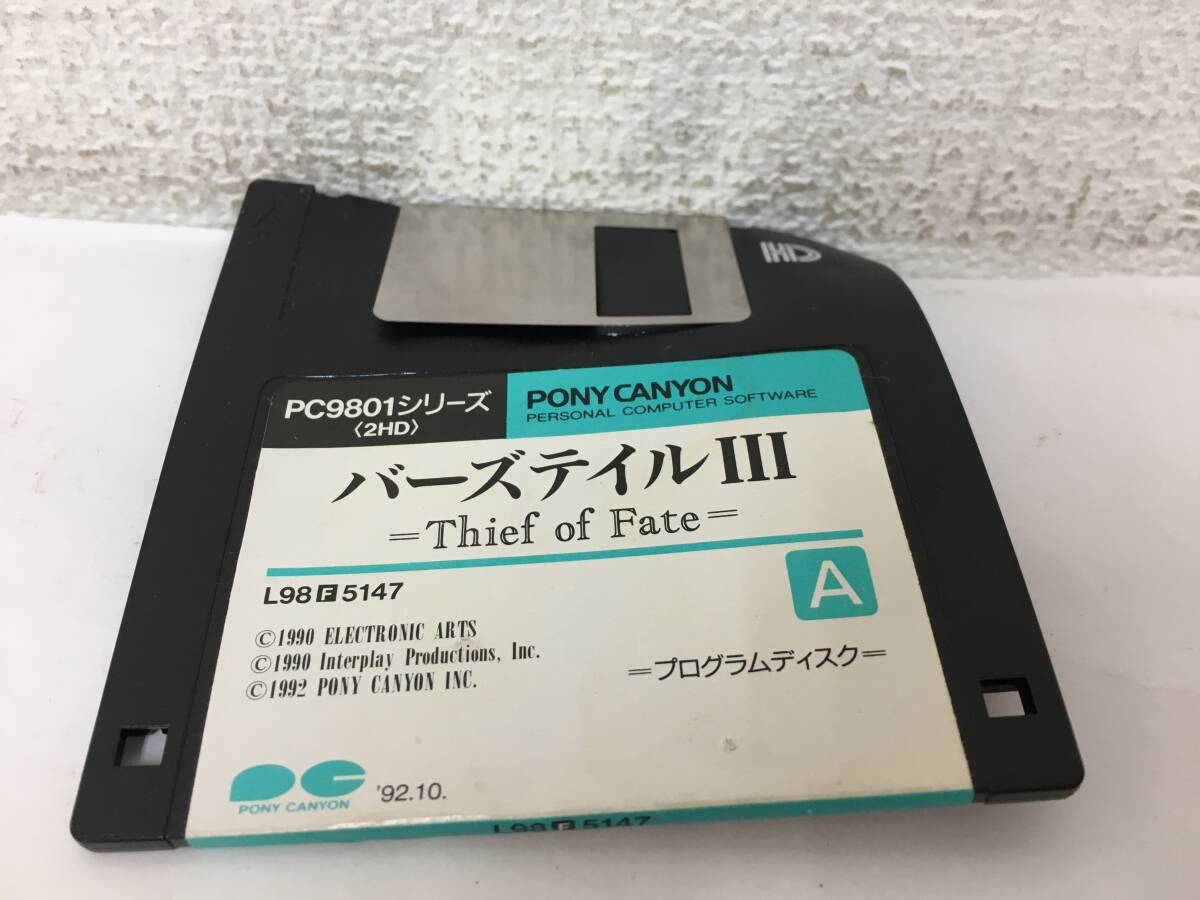 HD
PC9801シリーズ
〈2HD〉
PONY CANYON
PERSONAL COMPUTER SOFTWARE
バーズテイルIII
=Thief of Fate=
L98 F 5147
A
©1990 ELECTRONIC ARTS
©1990 Interplay Productions, Inc.
©1992 PONY CANYON INC.
=プログラムディスク=
PC
PONY CANYON
'92.10.
L98 F 5147